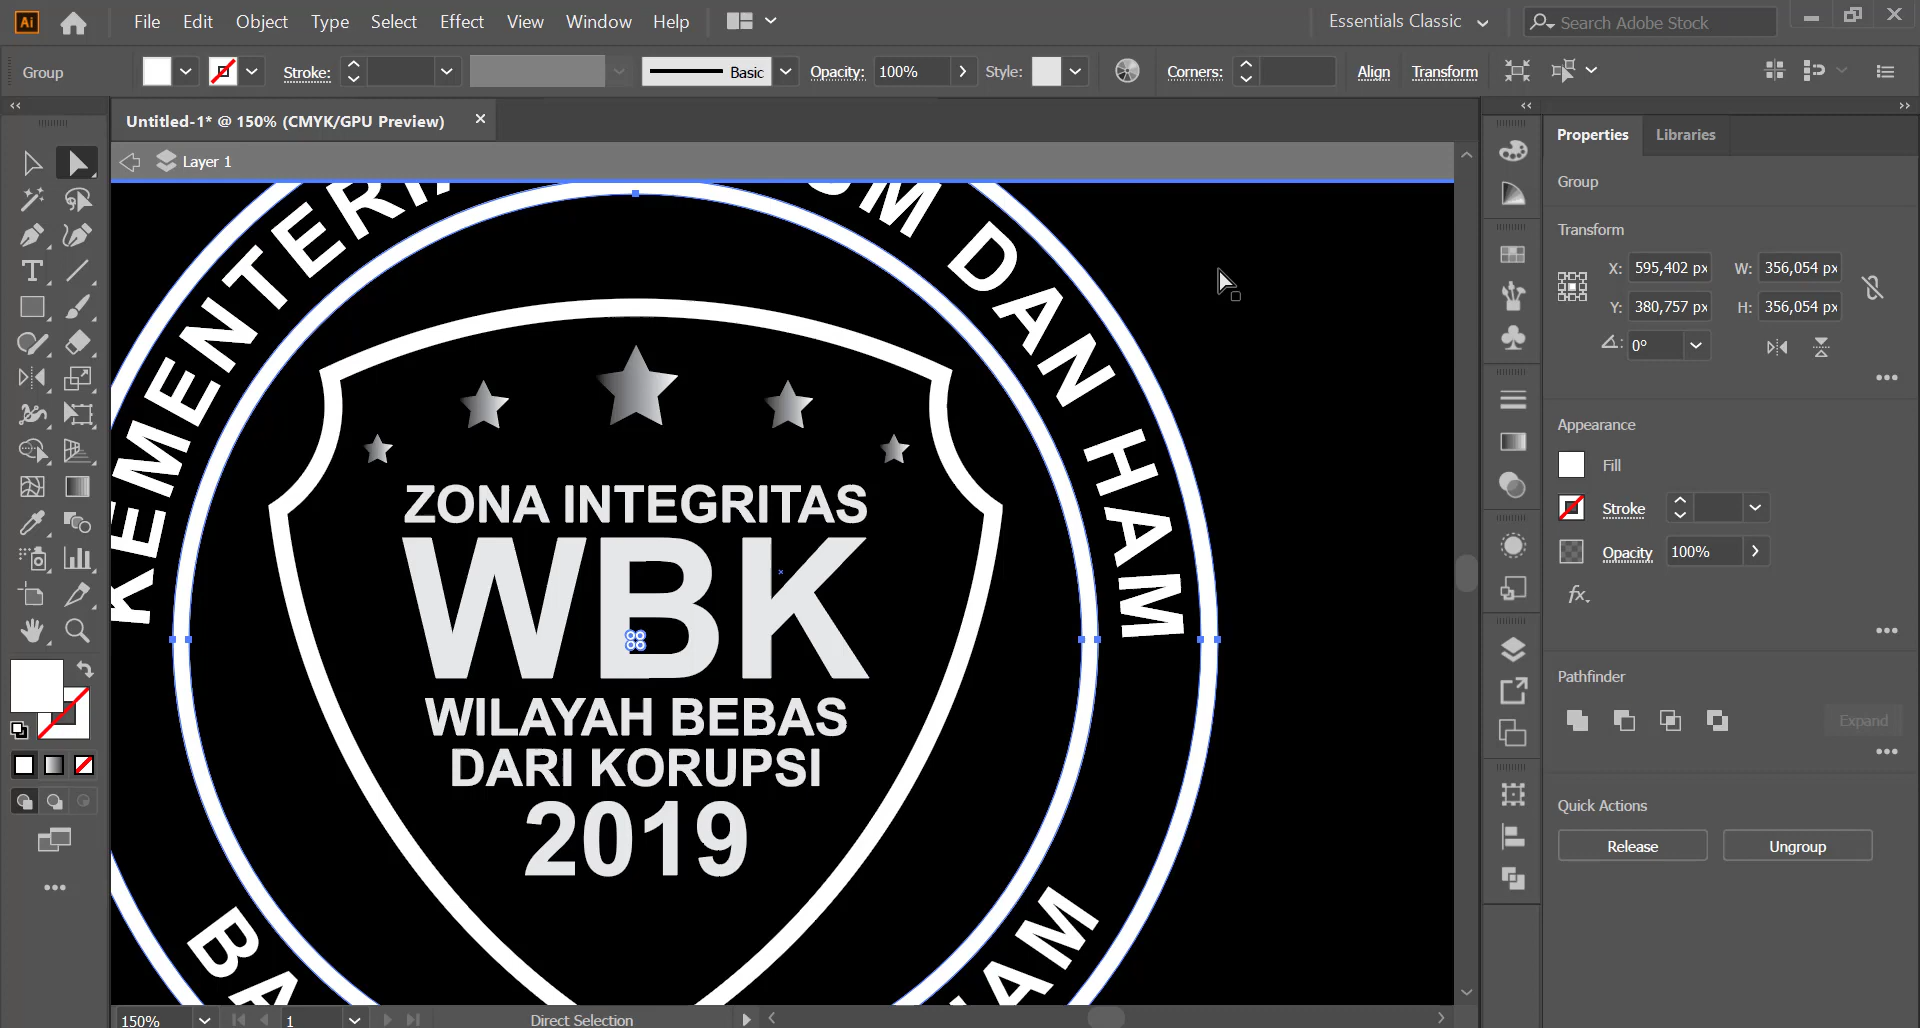 Ai File Edit Object Type Select Effect View Window Help Essentials Classic Search Adobe Stock
Group Stroke: Basic Opacity: 100% Style: Corners: Align Transform
Untitled-1* @ 150% (CMYK/GPU Preview)
Layer 1
Properties Libraries
Group
Transform
X: 595,402 px W: 356,054 px
Y: 380,757 px H: 356,054 px
0°
Appearance
Fill
Stroke
Opacity 100%
fx.
Pathfinder
Expand
Quick Actions
Release Ungroup
DAN HAM
ZONA INTEGRITAS
WBK
WILAYAH BEBAS
DARI KORUPSI
2019
150% 1 Direct Selection